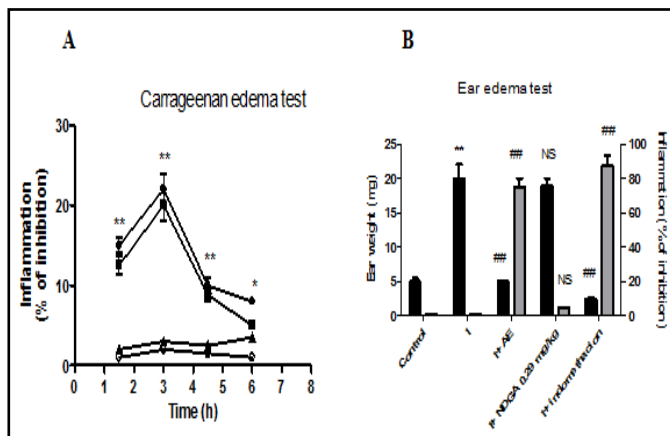 A
Carrageenan edema test
Inflammation
(% of inhibition)
30
20
10
0
**
**
**
*
0 1 2 3 4 5 6 7 8
Time (h)
B
Ear edema test
Ear weight (mg)
25
20
15
10
5
0
**
##
##
NS
NS
##
##
100
80
60
40
20
0
Inflammation (% of inhibition)
Control
I+ AE
I+ NDGA 0.29 mg/kg